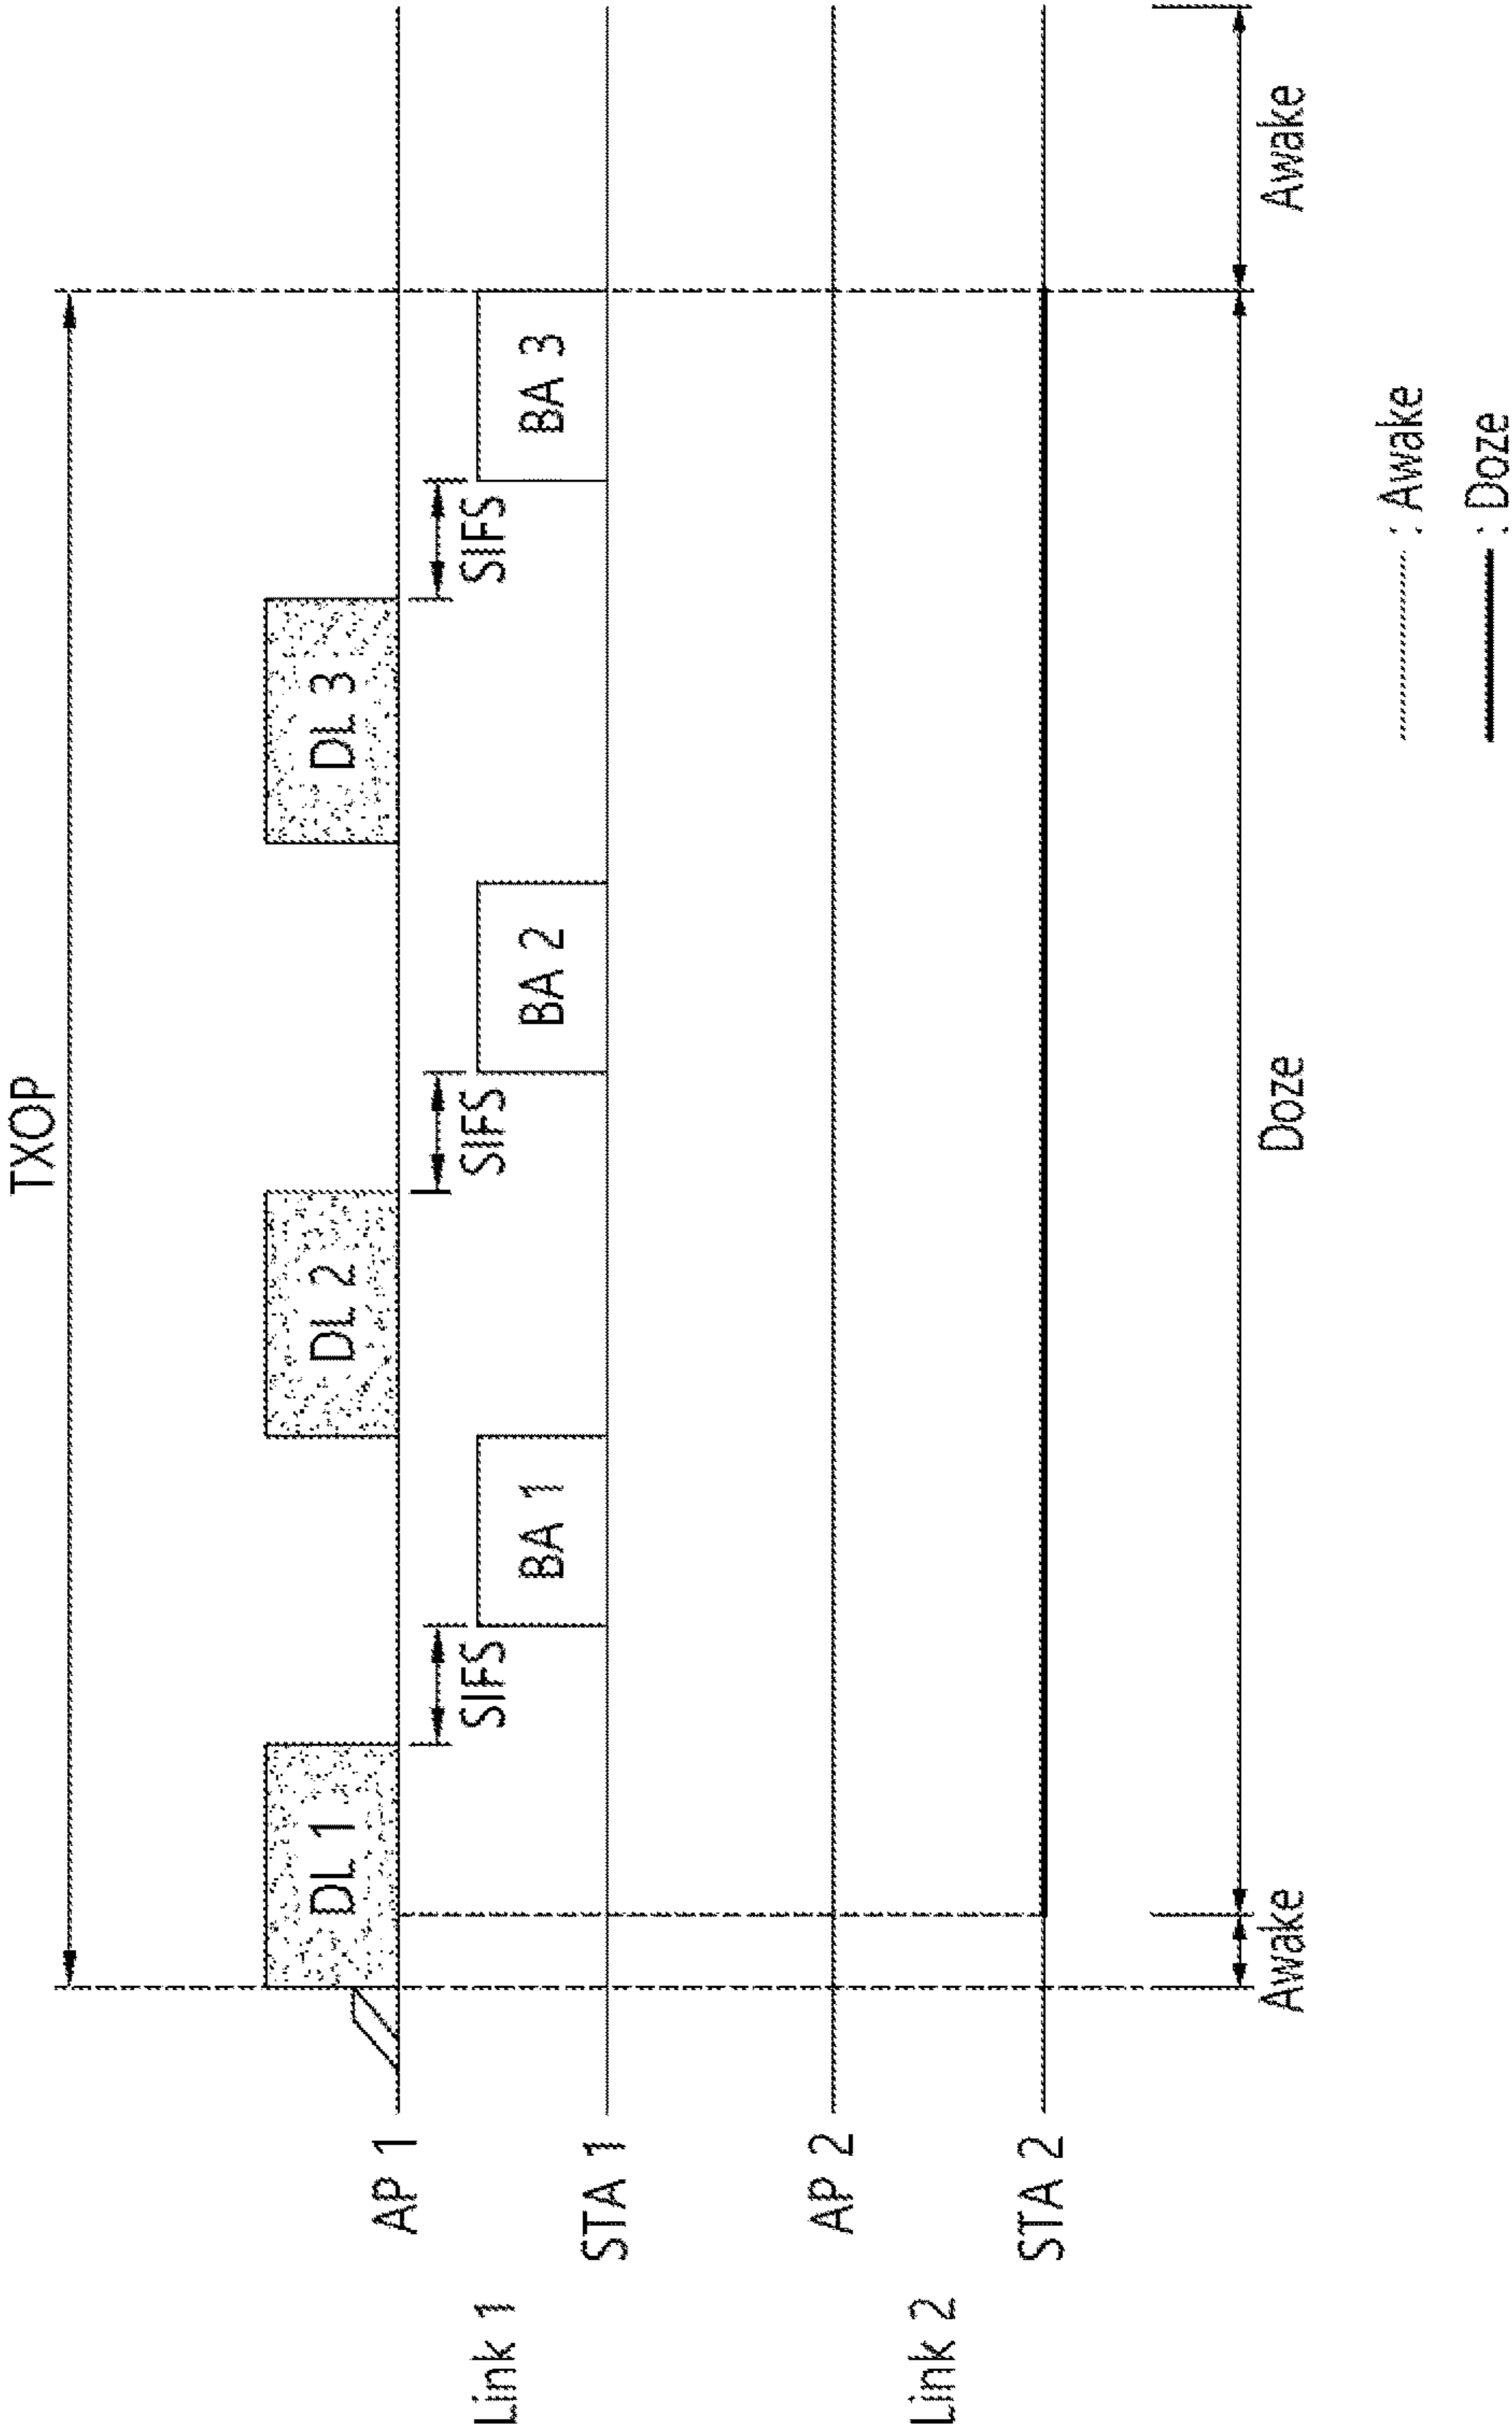 TXOP
DL 1
DL 2
DL 3
AP 1
SIFS
SIFS
SIFS
BA 1
BA 2
BA 3
Link 1
STA 1
AP 2
Link 2
STA 2
Awake
Doze
Awake
: Awake
: Doze